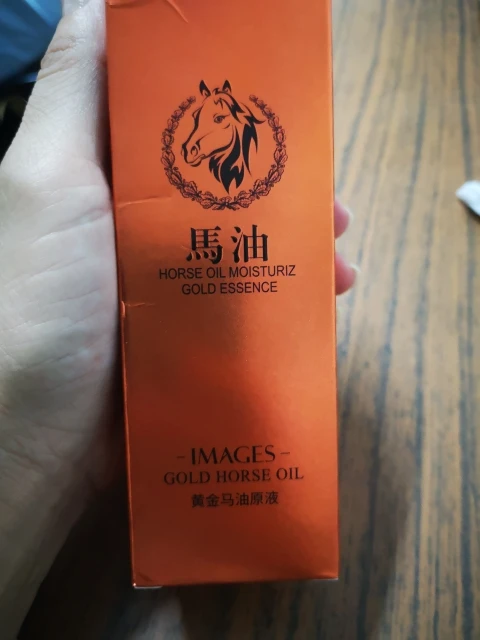 馬油
HORSE OIL MOISTURIZ
GOLD ESSENCE
-IMAGES-
GOLD HORSE OIL
黄金马油原液